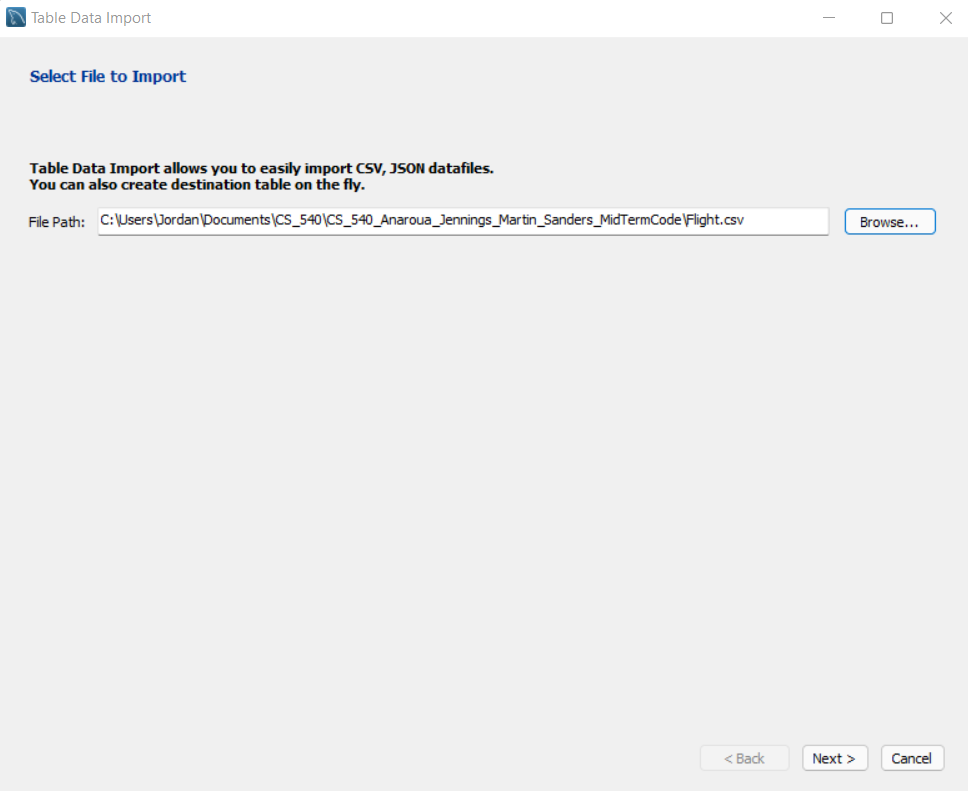 Table Data Import
Select File to Import
Table Data Import allows you to easily import CSV, JSON datafiles.
You can also create destination table on the fly.
File Path: C:\Users\Jordan\Documents\CS_540\CS_540_Anaroua_Jennings_Martin_Sanders_MidTermCode\Flight.csv Browse...
< Back Next > Cancel